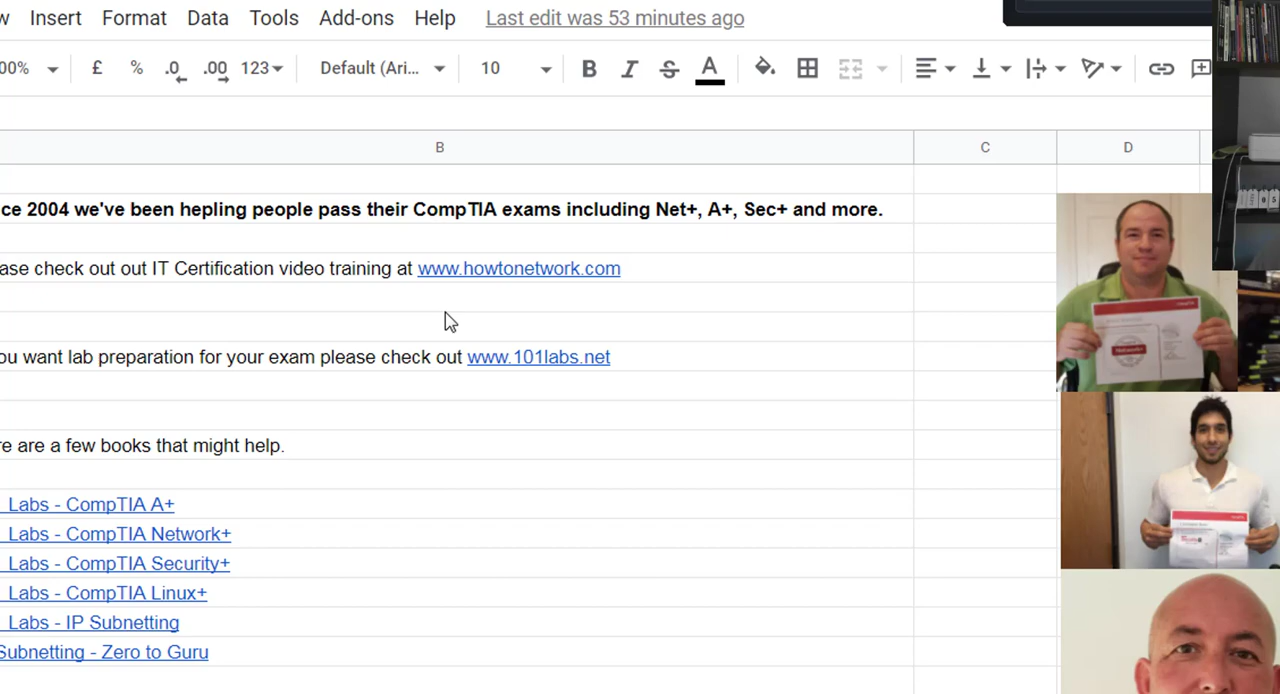 Insert Format Data Tools Add-ons Help Last edit was 53 minutes ago
£ % .0 .00 123 Default (Ari... 10 B I S A
B C D
ce 2004 we've been hepling people pass their CompTIA exams including Net+, A+, Sec+ and more.
ase check out out IT Certification video training at www.howtonetwork.com
ou want lab preparation for your exam please check out www.101labs.net
re are a few books that might help.
Labs - CompTIA A+
Labs - CompTIA Network+
Labs - CompTIA Security+
Labs - CompTIA Linux+
Labs - IP Subnetting
Subnetting - Zero to Guru